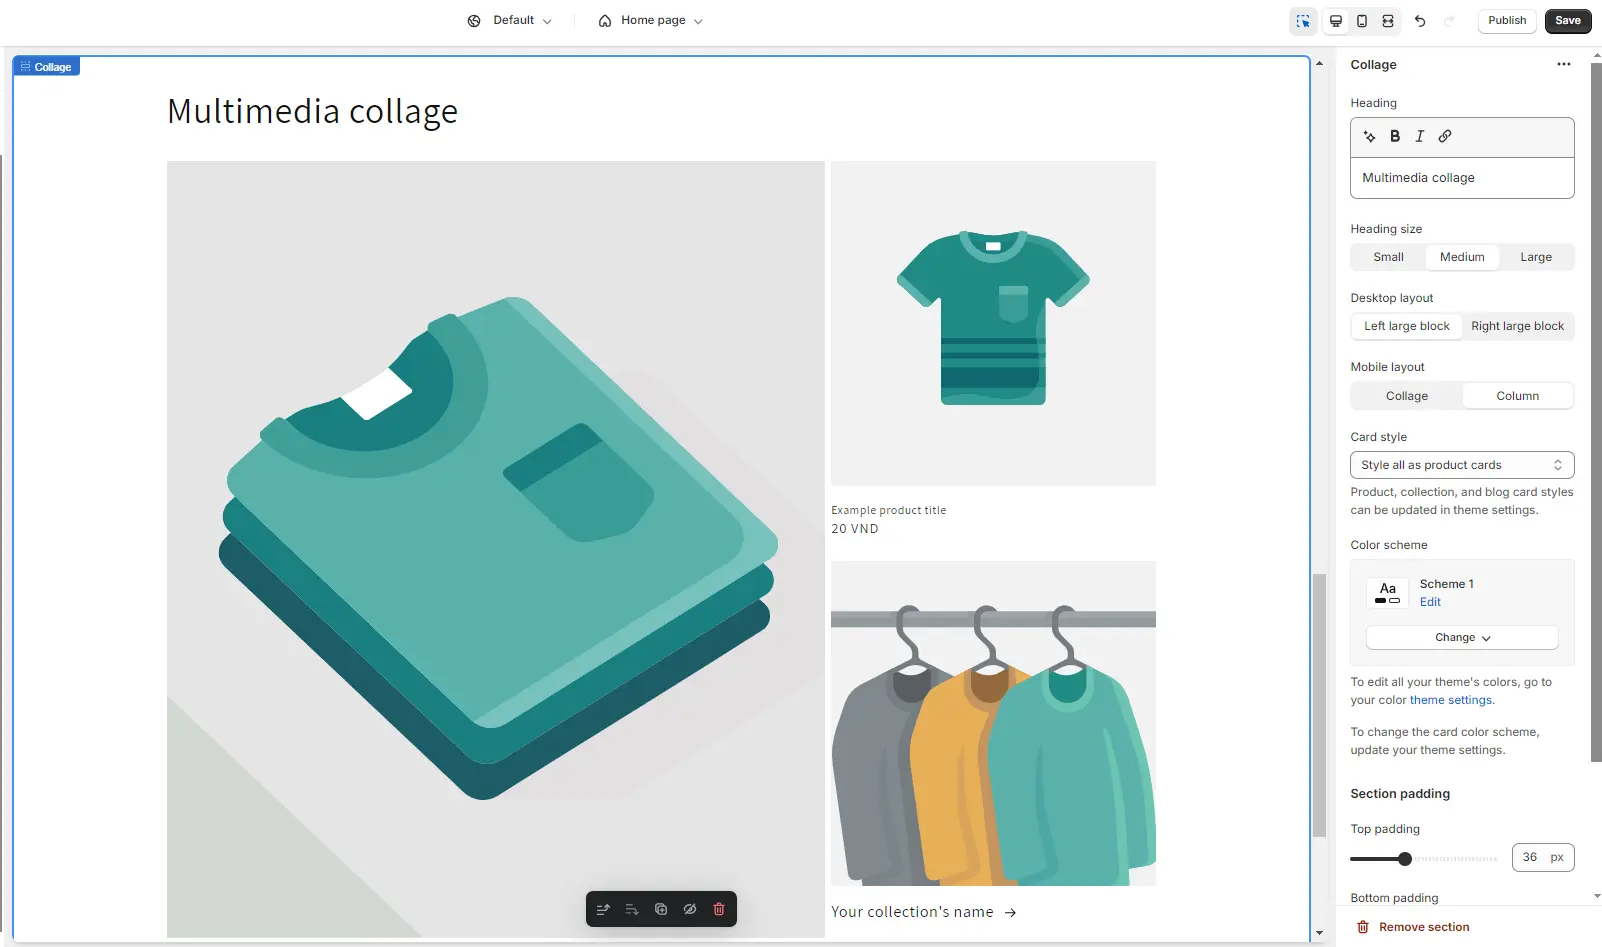 Default
Home page
Publish
Save
Collage
Multimedia collage
Example product title
20 VND
Your collection's name
Collage
Heading
B I
Multimedia collage
Heading size
Small Medium Large
Desktop layout
Left large block Right large block
Mobile layout
Collage Column
Card style
Style all as product cards
Product, collection, and blog card styles
can be updated in theme settings.
Color scheme
Aa
Scheme 1
Edit
Change
To edit all your theme's colors, go to
your color theme settings.
To change the card color scheme,
update your theme settings.
Section padding
Top padding
36 px
Bottom padding
Remove section